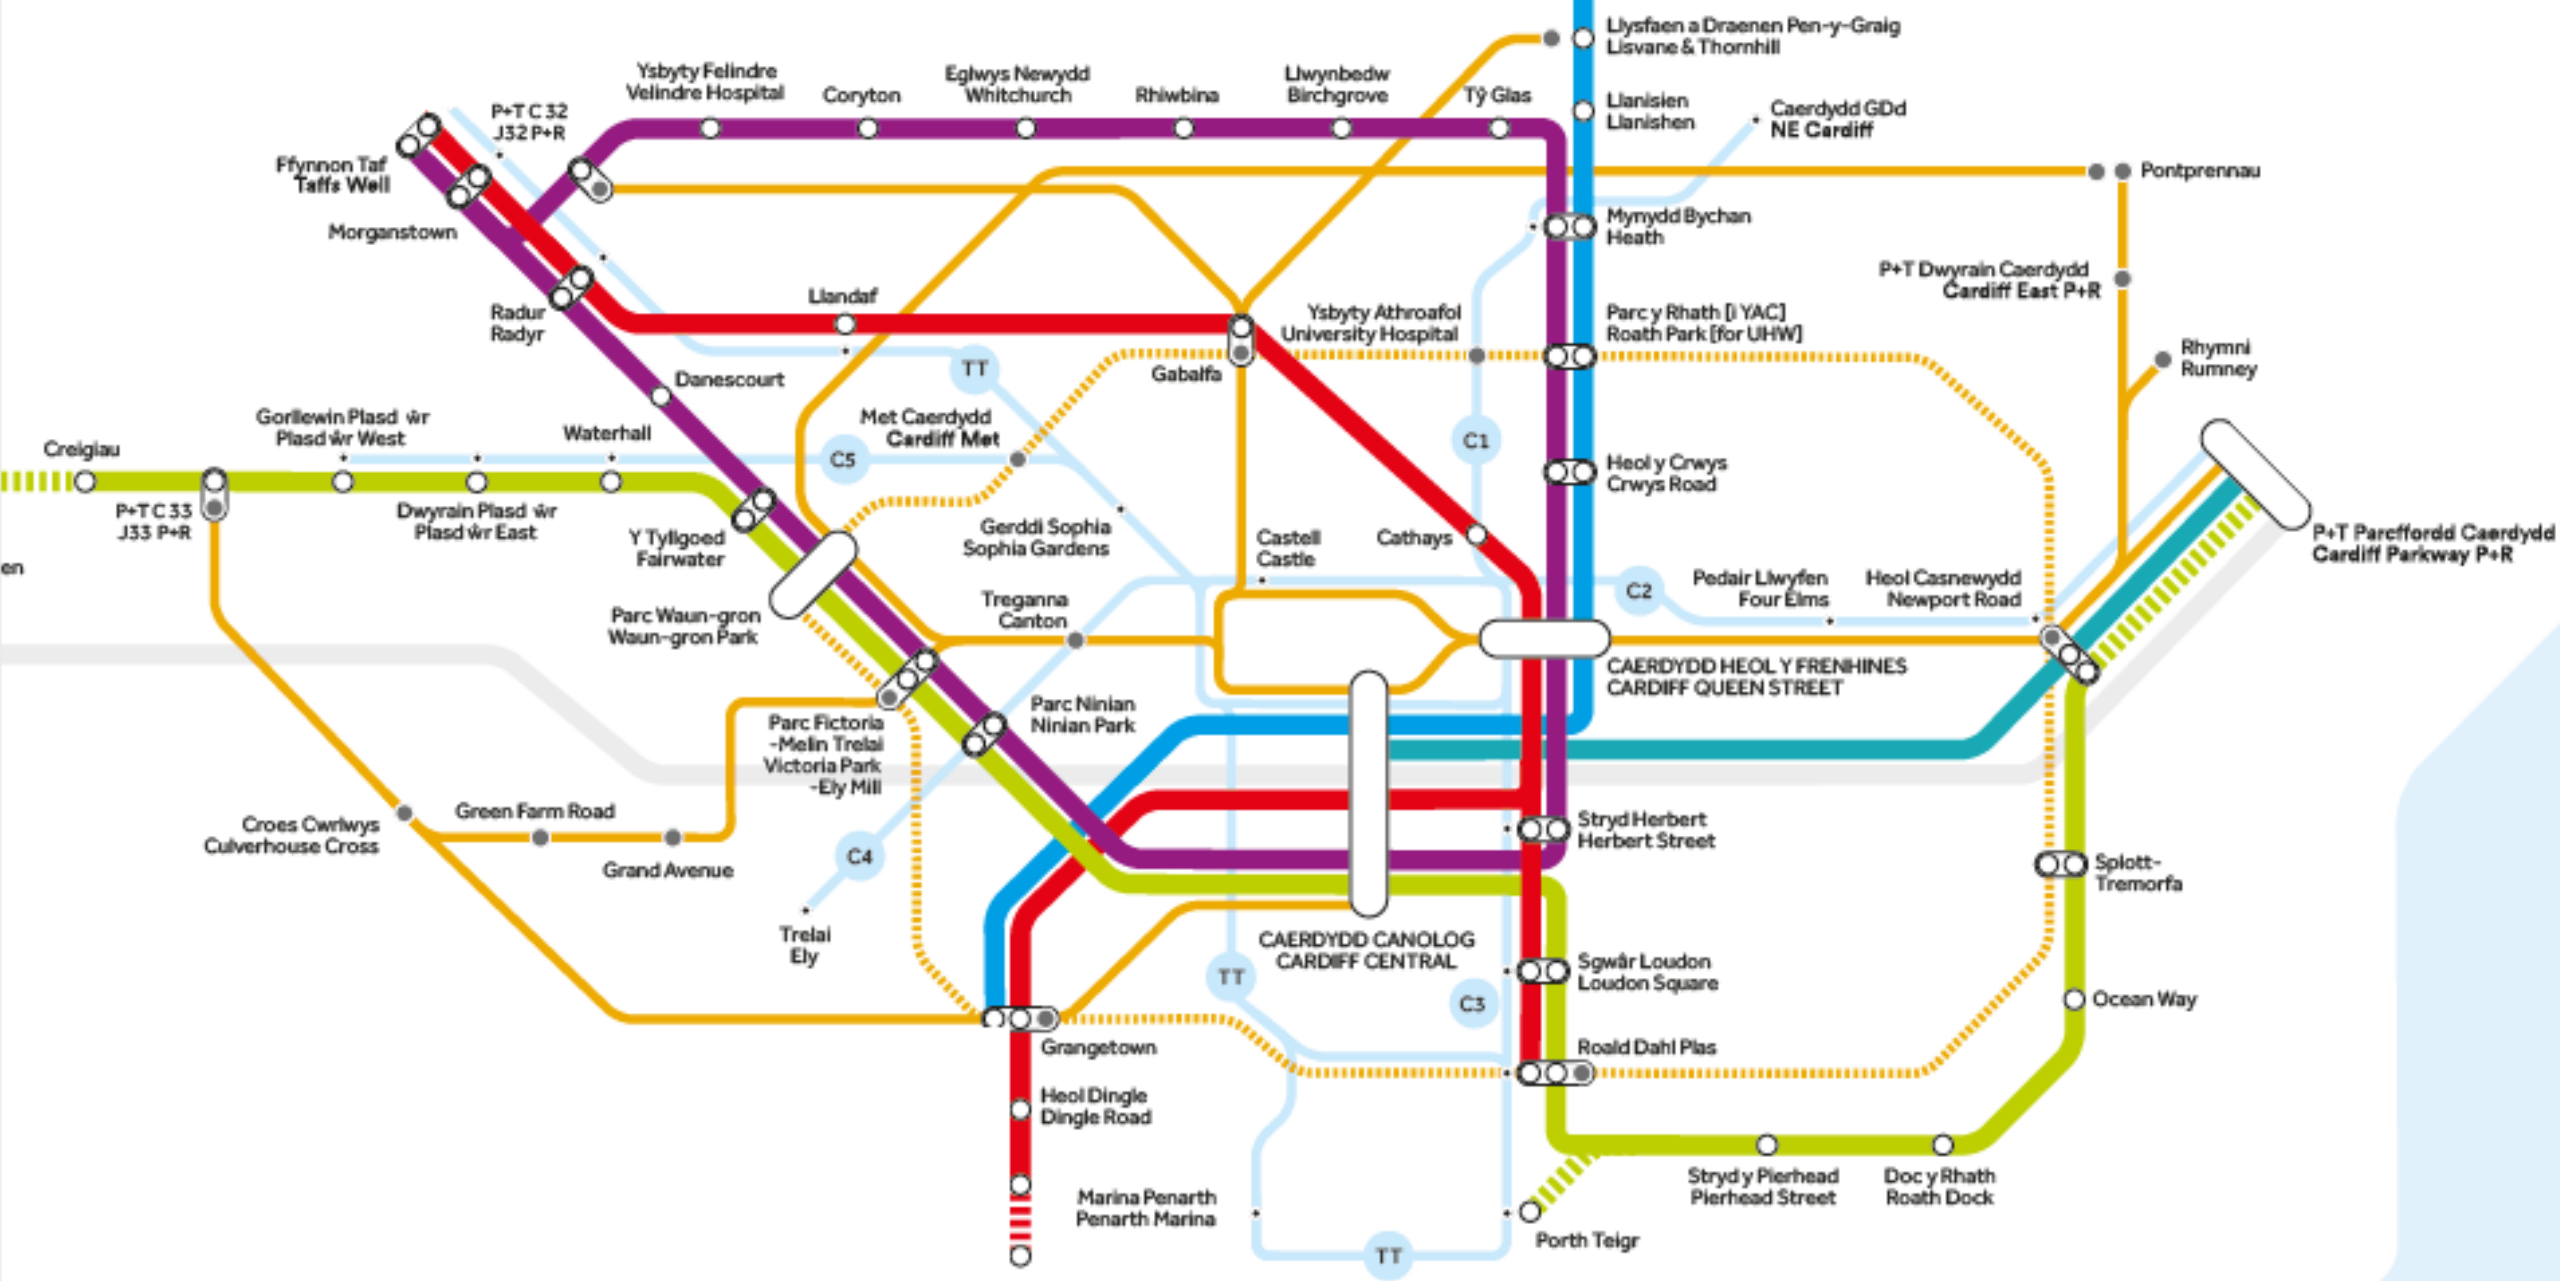 Llysfaen a Draenen Pen-y-Graig
Lisvane & Thornhill
Ysbyty Felindre
Velindre Hospital
Coryton
Eglwys Newydd
Whitchurch
Rhiwbina
Llwynbedw
Birchgrove
Tŷ Glas
Llanisien
Llanishen
Caerdydd GDd
NE Cardiff
P+T C 32
J32 P+R
Ffynnon Taf
Taffs Well
Pontprennau
Morganstown
Mynydd Bychan
Heath
P+T Dwyrain Caerdydd
Cardiff East P+R
Radur
Radyr
Llandaf
Ysbyty Athroafol
University Hospital
Parc y Rhath [i YAC]
Roath Park [for UHW]
Rhymni
Rumney
TT
Gabalfa
Danescourt
Gorllewin Plasd ŵr
Plasdŵr West
Waterhall
Met Caerdydd
Cardiff Met
C5
C1
Creigiau
Heol y Crwys
Crwys Road
P+T C 33
J33 P+R
Dwyrain Plasd ŵr
Plasdŵr East
Y Tyllgoed
Fairwater
Gerddi Sophia
Sophia Gardens
Castell
Castle
Cathays
P+T Parcffordd Caerdydd
Cardiff Parkway P+R
en
Parc Waun-gron
Waun-gron Park
Treganna
Canton
C2
Pedair Llwyfen
Four Elms
Heol Casnewydd
Newport Road
CAERDYDD HEOL Y FRENHINES
CARDIFF QUEEN STREET
Parc Ninian
Ninian Park
Parc Fictoria
-Melin Trelai
Victoria Park
-Ely Mill
Croes Cwrlwys
Culverhouse Cross
Green Farm Road
Grand Avenue
C4
Trelai
Ely
Stryd Herbert
Herbert Street
Splott-
Tremorfa
CAERDYDD CANOLOG
CARDIFF CENTRAL
TT
C3
Sgwâr Loudon
Loudon Square
Ocean Way
Grangetown
Roald Dahl Plas
Heol Dingle
Dingle Road
Marina Penarth
Penarth Marina
Stryd y Pierhead
Pierhead Street
Doc y Rhath
Roath Dock
Porth Teigr
TT